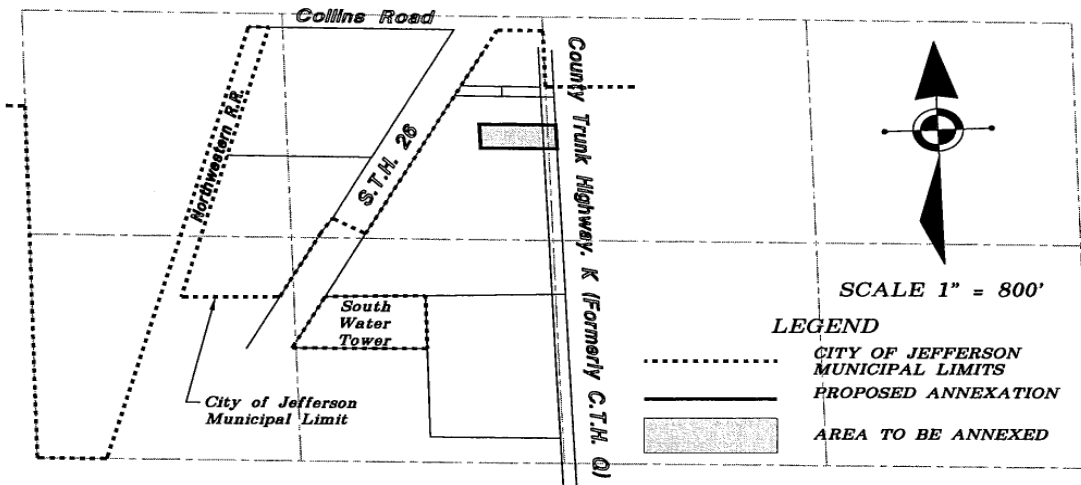 Collins Road
Northwestern R.R.
S.T.H. 26
County Trunk Highway. K (Formerly C.T.H. Q)
South
Water
Tower
City of Jefferson
Municipal Limit
SCALE 1" = 800'
LEGEND
CITY OF JEFFERSON
MUNICIPAL LIMITS
PROPOSED ANNEXATION
AREA TO BE ANNEXED